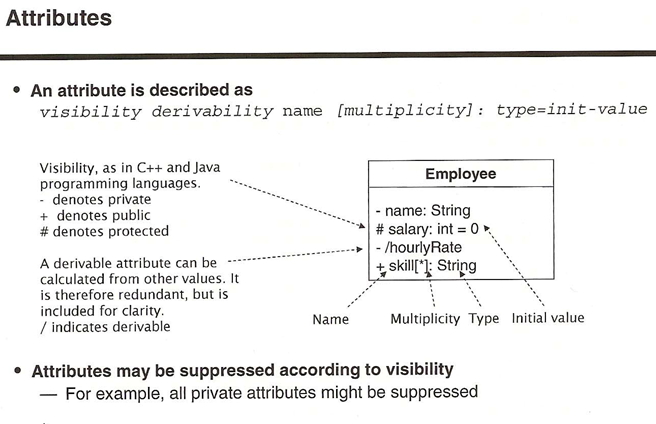 Attributes
• An attribute is described as
visibility derivability name [multiplicity]: type=init-value
Visibility, as in C++ and Java
programming languages.
- denotes private
+ denotes public
# denotes protected
A derivable attribute can be
calculated from other values. It
is therefore redundant, but is
included for clarity.
/ indicates derivable
Employee
- name: String
# salary: int = 0
- /hourlyRate
+ skill[*]: String
Name Multiplicity Type Initial value
• Attributes may be suppressed according to visibility
— For example, all private attributes might be suppressed